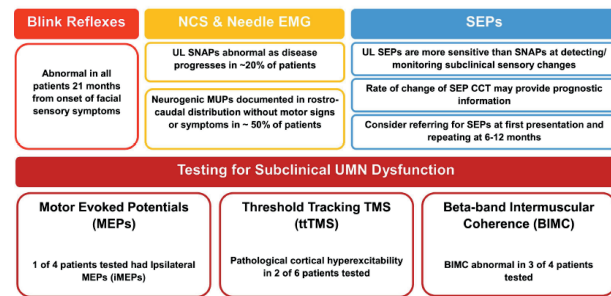 Blink Reflexes
Abnormal in all
patients 21 months
from onset of facial
sensory symptoms
NCS & Needle EMG
UL SNAPs abnormal as disease
progresses in ~20% of patients
Neurogenic MUPs documented in rostro-
caudal distribution without motor signs
or symptoms in ~ 50% of patients
SEPs
UL SEPs are more sensitive than SNAPs at detecting/
monitoring subclinical sensory changes
Rate of change of SEP CCT may provide prognostic
information
Consider referring for SEPs at first presentation and
repeating at 6-12 months
Testing for Subclinical UMN Dysfunction
Motor Evoked Potentials
(MEPs)
1 of 4 patients tested had Ipsilateral
MEPs (iMEPs)
Threshold Tracking TMS
(ttTMS)
Pathological cortical hyperexcitability
in 2 of 6 patients tested
Beta-band Intermuscular
Coherence (BIMC)
BIMC abnormal in 3 of 4 patients
tested